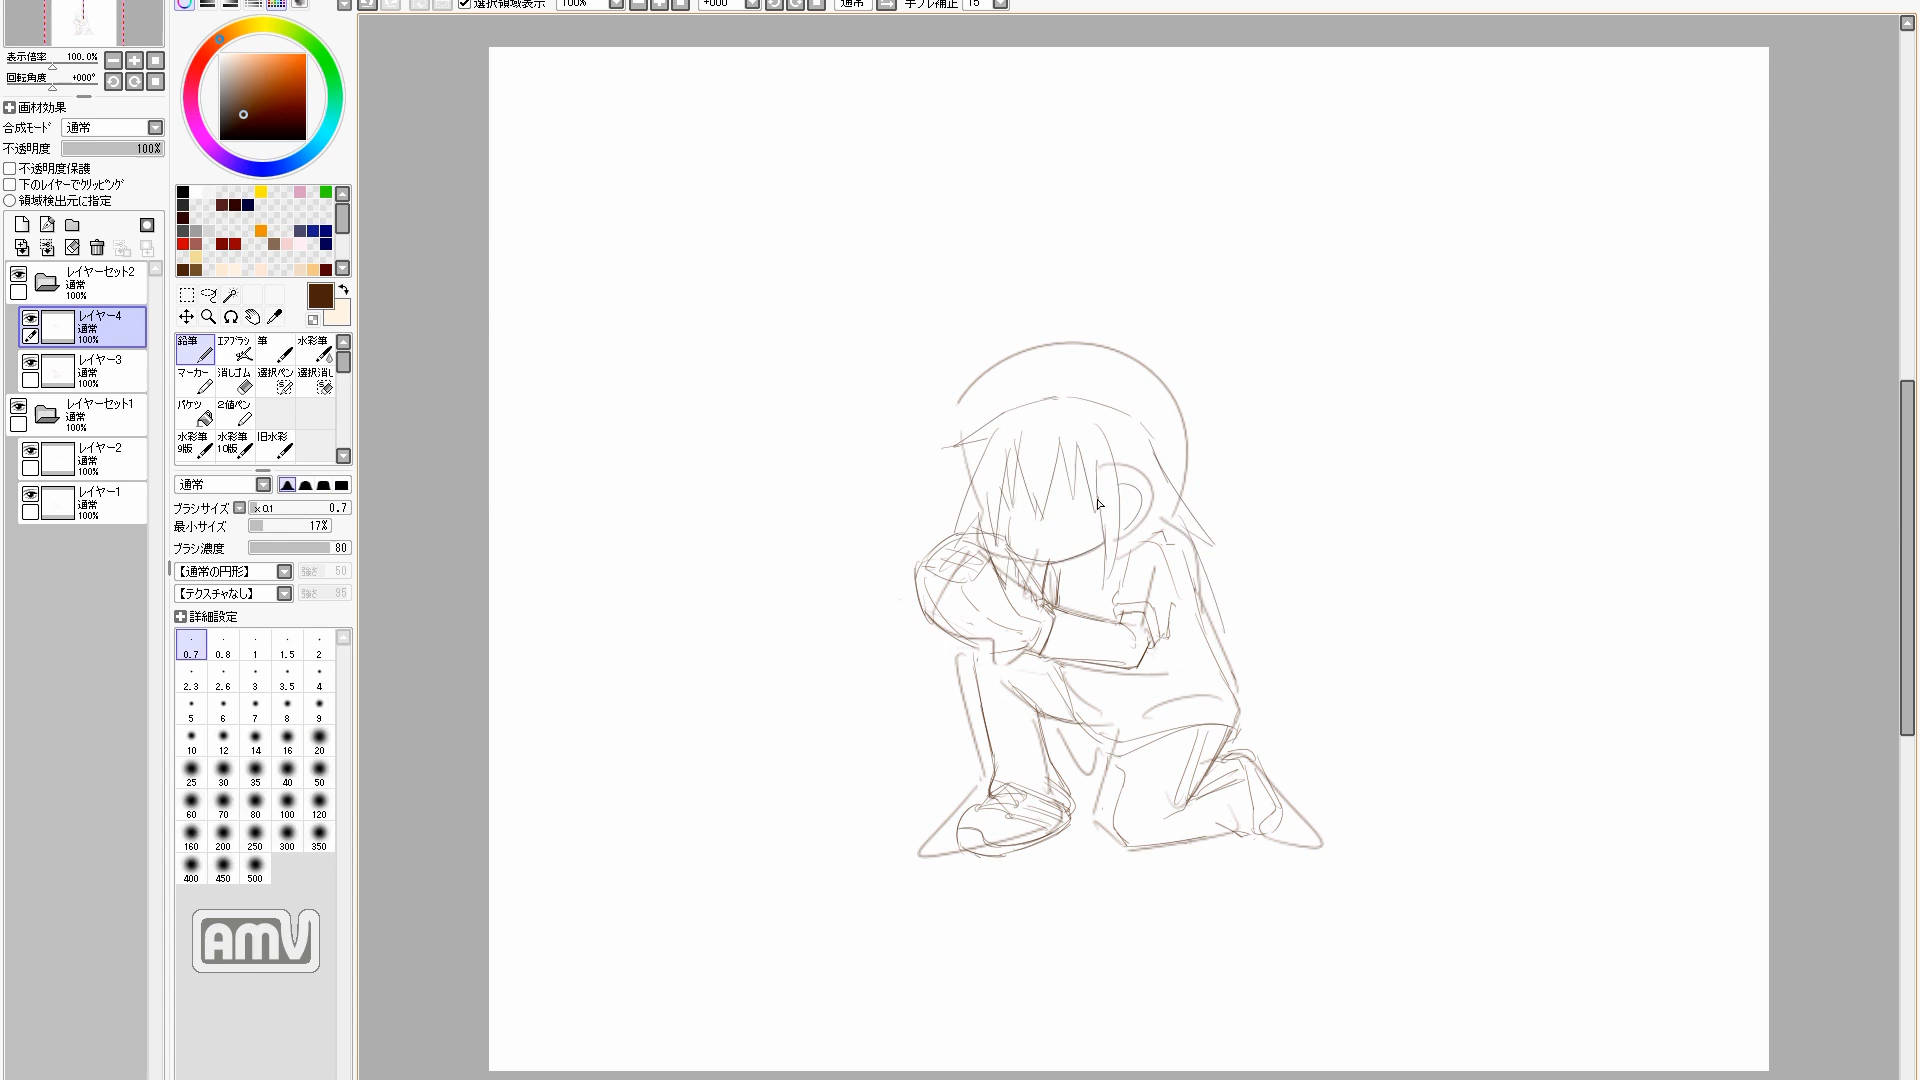 選択領域表示 100% +000 通常 手ブレ補正 15
表示倍率 100.0%
回転角度 +000°
画材効果
合成モード 通常
不透明度 100%
不透明度保護
下のレイヤーでクリッピング
領域検出元に指定
レイヤーセット2
通常
100%
レイヤー4
通常
100%
レイヤー3
通常
100%
レイヤーセット1
通常
100%
レイヤー2
通常
100%
レイヤー1
通常
100%
鉛筆 エアブラシ 筆 水彩筆
マーカー 消しゴム 選択ペン 選択消し
バケツ 2値ペン
水彩筆 水彩筆 旧水彩
9版 10版
通常
ブラシサイズ x 0.1 0.7
最小サイズ 17%
ブラシ濃度 80
【通常の円形】 強さ 50
【テクスチャなし】 強さ 95
詳細設定
0.7 0.8 1 1.5 2
2.3 2.6 3 3.5 4
5 6 7 8 9
10 12 14 16 20
25 30 35 40 50
60 70 80 100 120
160 200 250 300 350
400 450 500
AMV